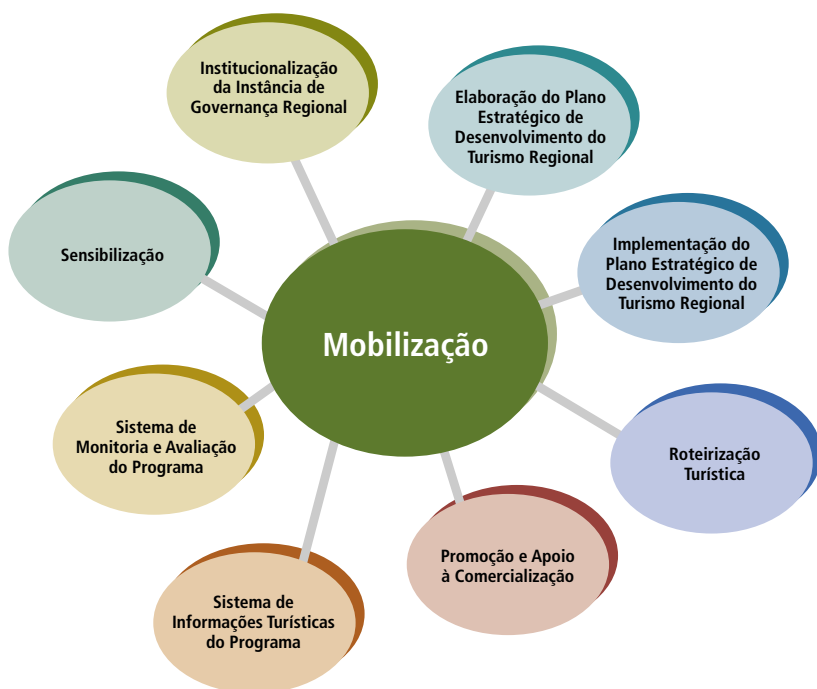 Institucionalização
da Instância de
Governança Regional
Elaboração do Plano
Estratégico de
Desenvolvimento do
Turismo Regional
Sensibilização
Implementação do
Plano Estratégico de
Desenvolvimento do
Turismo Regional
Mobilização
Sistema de
Monitoria e Avaliação
do Programa
Roteirização
Turística
Promoção e Apoio
à Comercialização
Sistema de
Informações Turísticas
do Programa